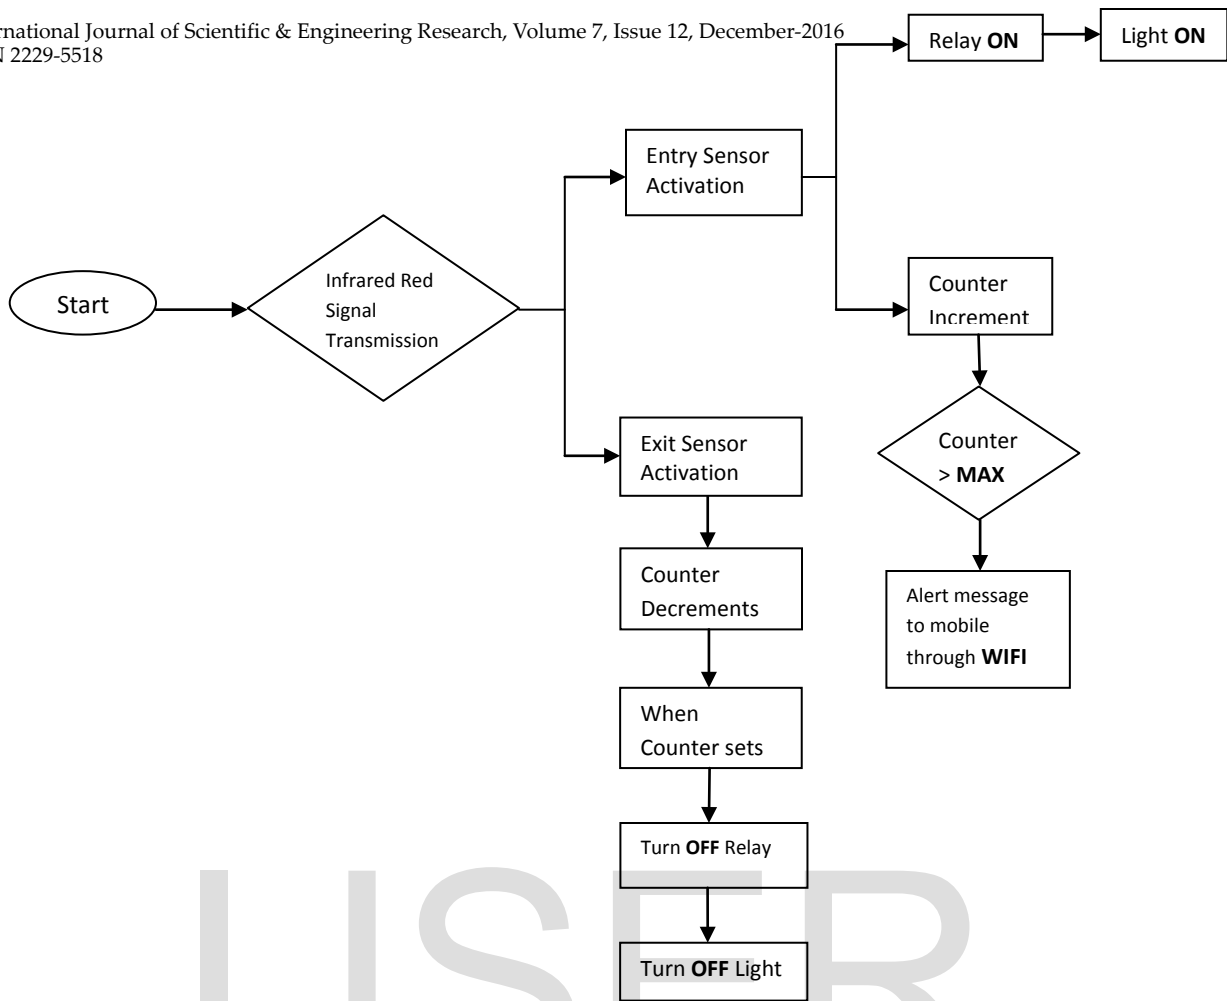 rnational Journal of Scientific & Engineering Research, Volume 7, Issue 12, December-2016
N 2229-5518
Relay ON
Light ON
Entry Sensor
Activation
Start
Infrared Red
Signal
Transmission
Counter
Increment
Exit Sensor
Activation
Counter
> MAX
Counter
Decrements
Alert message
to mobile
through WIFI
When
Counter sets
Turn OFF Relay
Turn OFF Light
IJSER